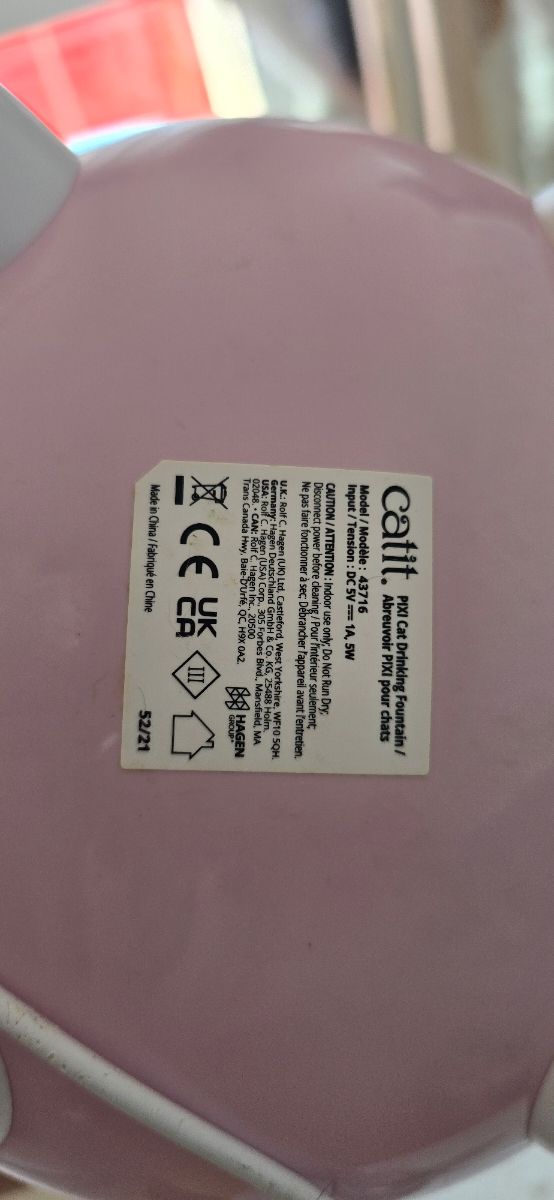 catit.
PIXI Cat Drinking Fountain /
Abreuvoir PIXI pour chats
Model / Modèle : 43716
Input / Tension : DC 5V ⎓ 1A, 5W
CAUTION / ATTENTION : Indoor use only; Do Not Run Dry;
Disconnect power before cleaning / Pour l'intérieur seulement;
Ne pas faire fonctionner à sec; Débrancher l'appareil avant l'entretien.
U.K.: Rolf C. Hagen (UK) Ltd, Castleford, West Yorkshire, WF10 5QH.
Germany: Hagen Deutschland GmbH & Co. KG, 25488 Holm.
USA: Rolf C. Hagen (USA) Corp., 305 Forbes Blvd., Mansfield, MA
02048. • CAN: Rolf C. Hagen Inc., 20500
Trans Canada Hwy, Baie-D'Urfé, QC H9X 0A2.
HAGEN
GROUP
CE UK
CA
III
Made in China / Fabriqué en Chine
52/21